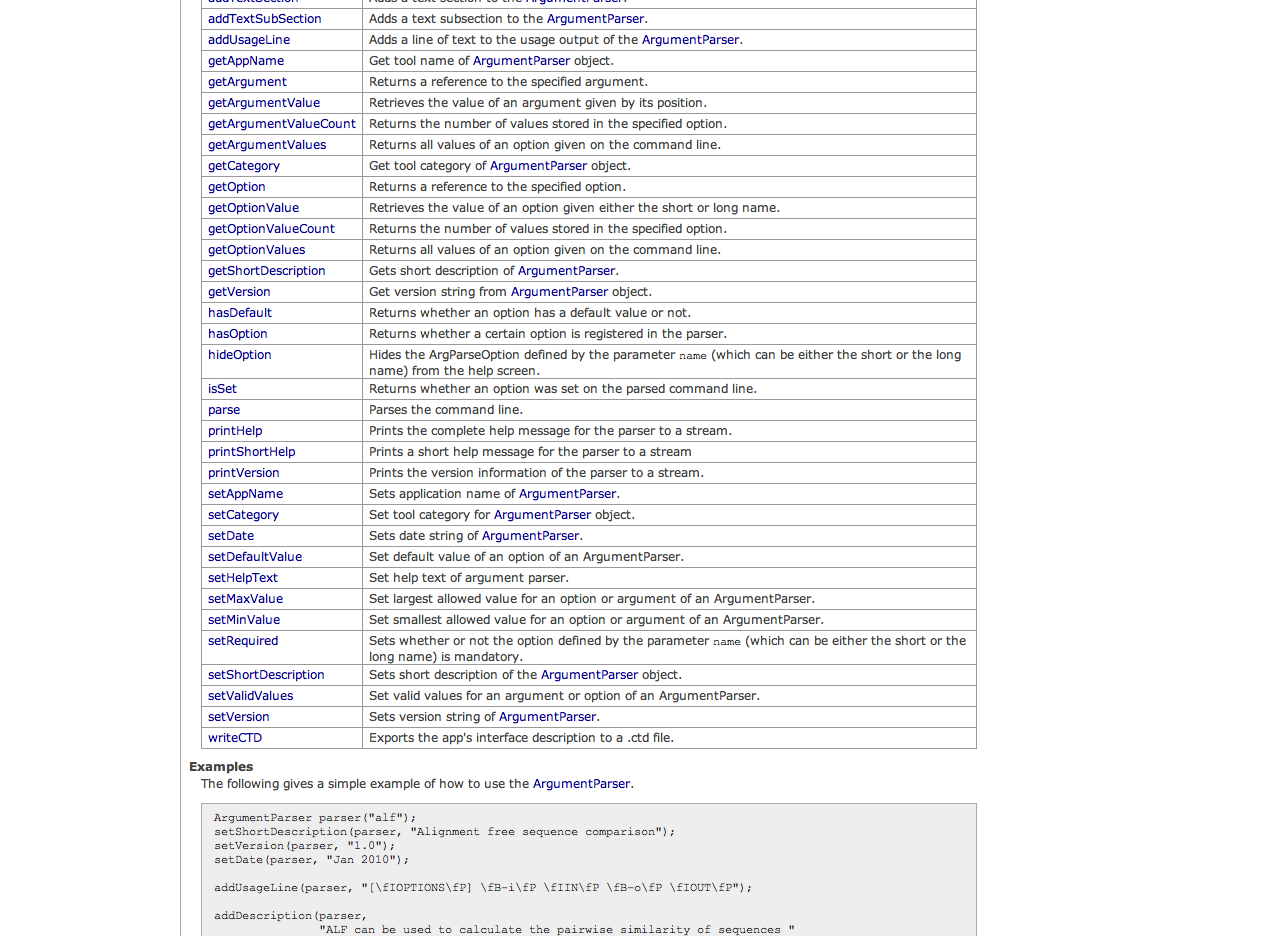 addTextSection Adds a text section to the ArgumentParser.
addTextSubSection Adds a text subsection to the ArgumentParser.
addUsageLine Adds a line of text to the usage output of the ArgumentParser.
getAppName Get tool name of ArgumentParser object.
getArgument Returns a reference to the specified argument.
getArgumentValue Retrieves the value of an argument given by its position.
getArgumentValueCount Returns the number of values stored in the specified option.
getArgumentValues Returns all values of an option given on the command line.
getCategory Get tool category of ArgumentParser object.
getOption Returns a reference to the specified option.
getOptionValue Retrieves the value of an option given either the short or long name.
getOptionValueCount Returns the number of values stored in the specified option.
getOptionValues Returns all values of an option given on the command line.
getShortDescription Gets short description of ArgumentParser.
getVersion Get version string from ArgumentParser object.
hasDefault Returns whether an option has a default value or not.
hasOption Returns whether a certain option is registered in the parser.
hideOption Hides the ArgParseOption defined by the parameter name (which can be either the short or the long
name) from the help screen.
isSet Returns whether an option was set on the parsed command line.
parse Parses the command line.
printHelp Prints the complete help message for the parser to a stream.
printShortHelp Prints a short help message for the parser to a stream
printVersion Prints the version information of the parser to a stream.
setAppName Sets application name of ArgumentParser.
setCategory Set tool category for ArgumentParser object.
setDate Sets date string of ArgumentParser.
setDefaultValue Set default value of an option of an ArgumentParser.
setHelpText Set help text of argument parser.
setMaxValue Set largest allowed value for an option or argument of an ArgumentParser.
setMinValue Set smallest allowed value for an option or argument of an ArgumentParser.
setRequired Sets whether or not the option defined by the parameter name (which can be either the short or the
long name) is mandatory.
setShortDescription Sets short description of the ArgumentParser object.
setValidValues Set valid values for an argument or option of an ArgumentParser.
setVersion Sets version string of ArgumentParser.
writeCTD Exports the app's interface description to a .ctd file.
Examples
The following gives a simple example of how to use the ArgumentParser.
ArgumentParser parser("alf");
setShortDescription(parser, "Alignment free sequence comparison");
setVersion(parser, "1.0");
setDate(parser, "Jan 2010");
addUsageLine(parser, "[\fIOPTIONS\fP] \fB-i\fP \fIIN\fP \fB-o\fP \fIOUT\fP");
addDescription(parser,
"ALF can be used to calculate the pairwise similarity of sequences "